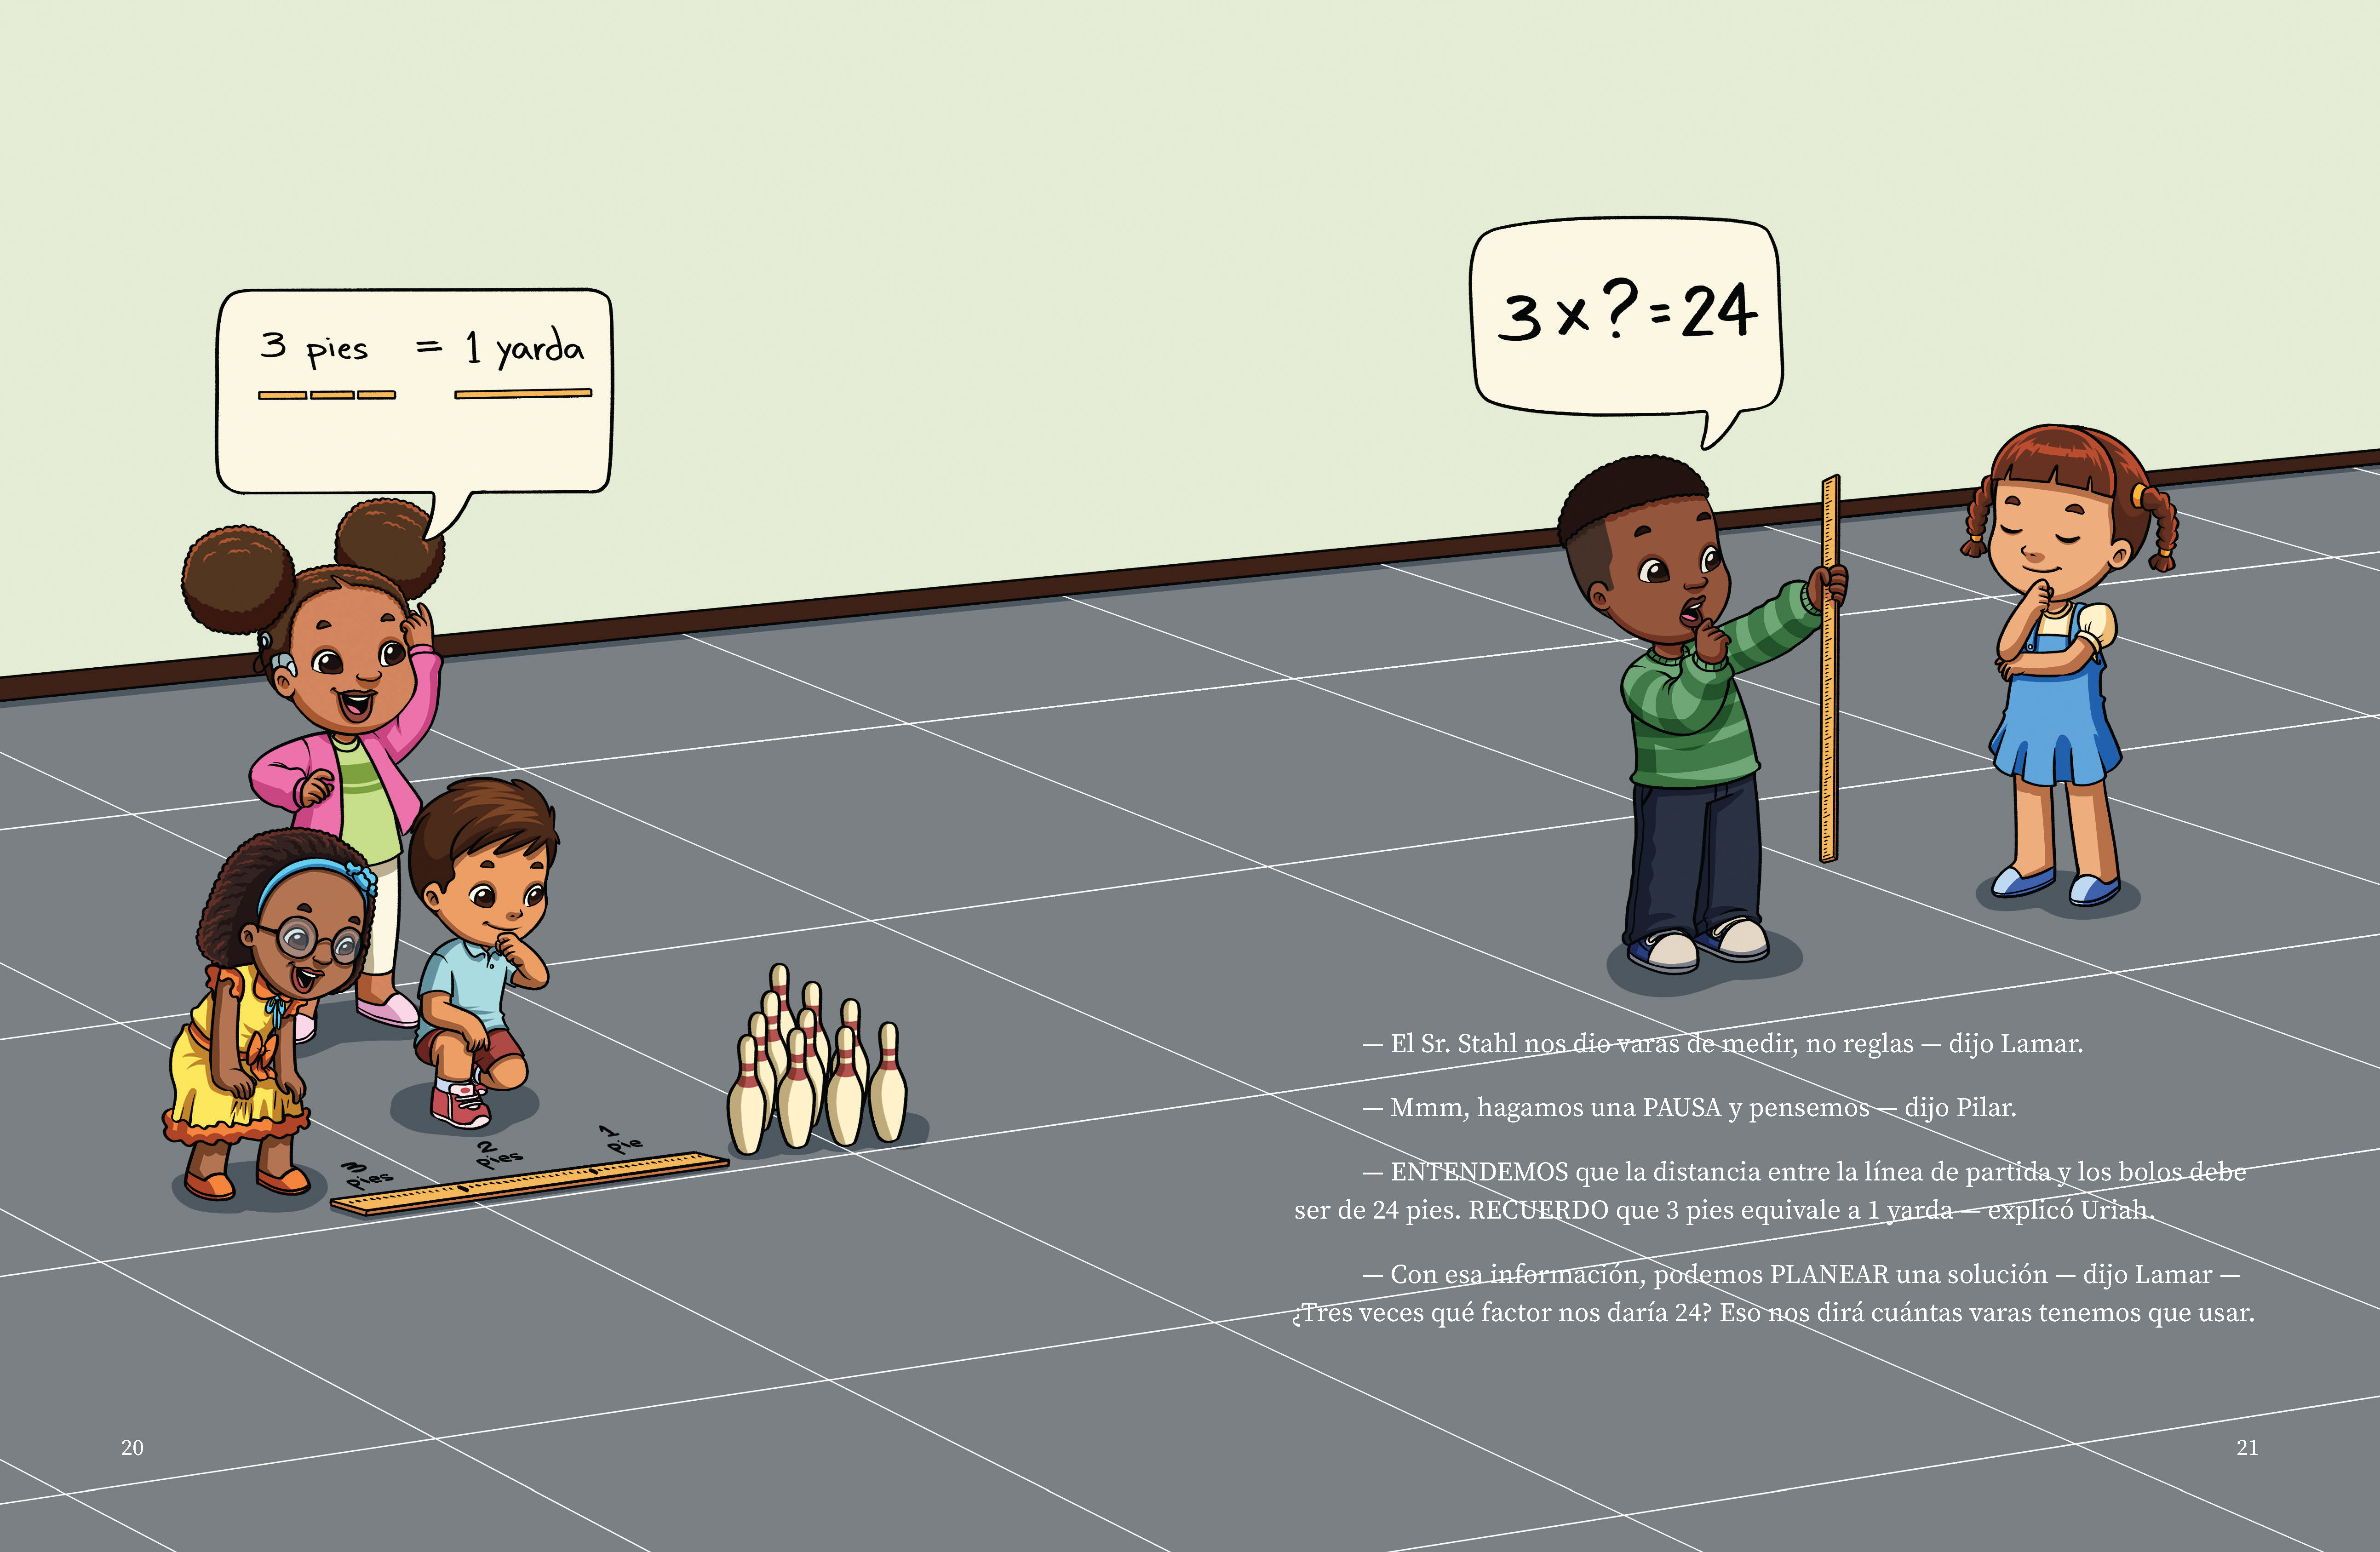 3 pies = 1 yarda
3 x ? = 24
3
pies
2
pies
1
pie
— El Sr. Stahl nos dio varas de medir, no reglas — dijo Lamar.
— Mmm, hagamos una PAUSA y pensemos — dijo Pilar.
— ENTENDEMOS que la distancia entre la línea de partida y los bolos debe
ser de 24 pies. RECUERDO que 3 pies equivale a 1 yarda — explicó Uriah.
— Con esa información, podemos PLANEAR una solución — dijo Lamar —
¿Tres veces qué factor nos daría 24? Eso nos dirá cuántas varas tenemos que usar.
20
21